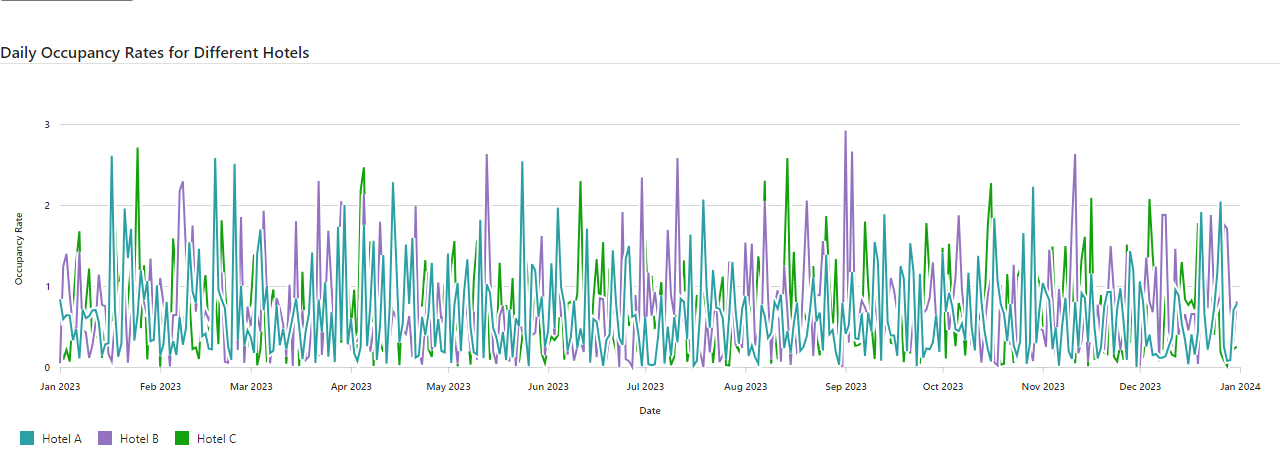 Daily Occupancy Rates for Different Hotels
3
2
1
0
Occupancy Rate
Jan 2023 Feb 2023 Mar 2023 Apr 2023 May 2023 Jun 2023 Jul 2023 Aug 2023 Sep 2023 Oct 2023 Nov 2023 Dec 2023 Jan 2024
Date
Hotel A Hotel B Hotel C